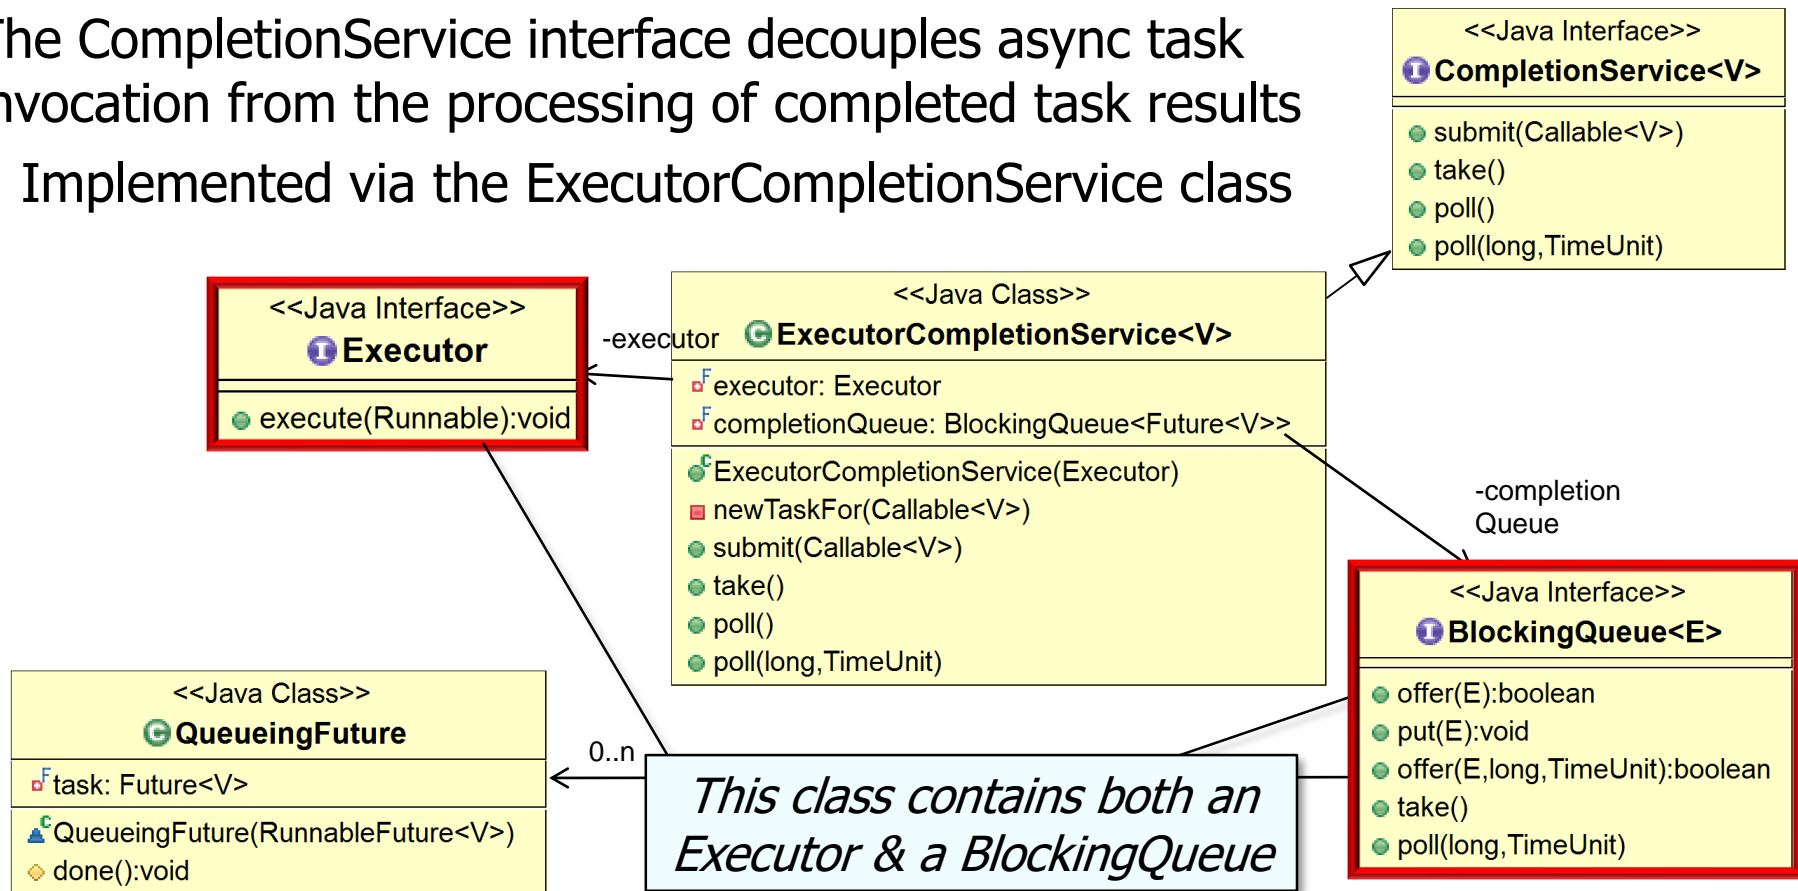 The CompletionService interface decouples async task
nvocation from the processing of completed task results
Implemented via the ExecutorCompletionService class
<<Java Interface>>
CompletionService<V>
submit(Callable<V>)
take()
poll()
poll(long,TimeUnit)
<<Java Interface>>
Executor
execute(Runnable):void
-executor
<<Java Class>>
ExecutorCompletionService<V>
executor: Executor
completionQueue: BlockingQueue<Future<V>>
ExecutorCompletionService(Executor)
newTaskFor(Callable<V>)
submit(Callable<V>)
take()
poll()
poll(long,TimeUnit)
-completion
Queue
<<Java Interface>>
BlockingQueue<E>
offer(E):boolean
put(E):void
offer(E,long,TimeUnit):boolean
take()
poll(long,TimeUnit)
<<Java Class>>
QueueingFuture
task: Future<V>
QueueingFuture(RunnableFuture<V>)
done():void
0..n
This class contains both an
Executor & a BlockingQueue